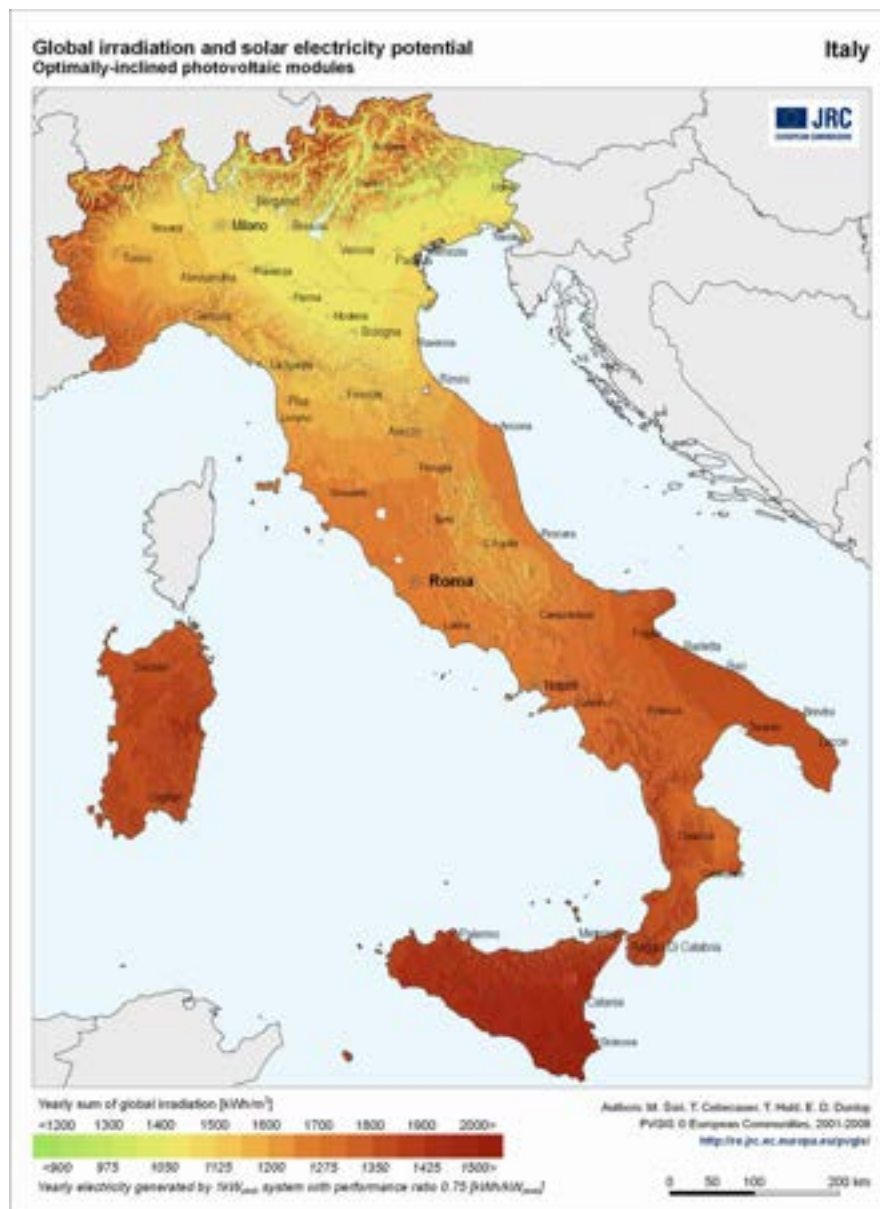 Global irradiation and solar electricity potential
Italy
Optimally-inclined photovoltaic modules
JRC
EUROPEAN COMMISSION
Bergamo
Milano
Brescia
Novara
Torino
Verona
Padova
Venezia
Alessandria
Piacenza
Parma
Genova
Modena
Bologna
Ravenna
La Spezia
Rimini
Pisa
Firenze
Livorno
Arezzo
Ancona
Perugia
Grosseto
Terni
L'Aquila
Pescara
Roma
Latina
Campobasso
Foggia
Barletta
Bari
Napoli
Salerno
Potenza
Brindisi
Taranto
Lecce
Sassari
Cagliari
Cosenza
Catanzaro
Palermo
Messina
Reggio Di Calabria
Catania
Siracusa
Yearly sum of global irradiation [kWh/m²]
<1200 1300 1400 1500 1600 1700 1800 1900 2000>
<900 975 1050 1125 1200 1275 1350 1425 1500>
Yearly electricity generated by 1kWpeak system with performance ratio 0.75 [kWh/kWpeak]
Authors: M. Šúri, T. Cebecauer, T. Huld, E. D. Dunlop
PVGIS © European Communities, 2001-2008
http://re.jrc.ec.europa.eu/pvgis/
0 50 100 200 km